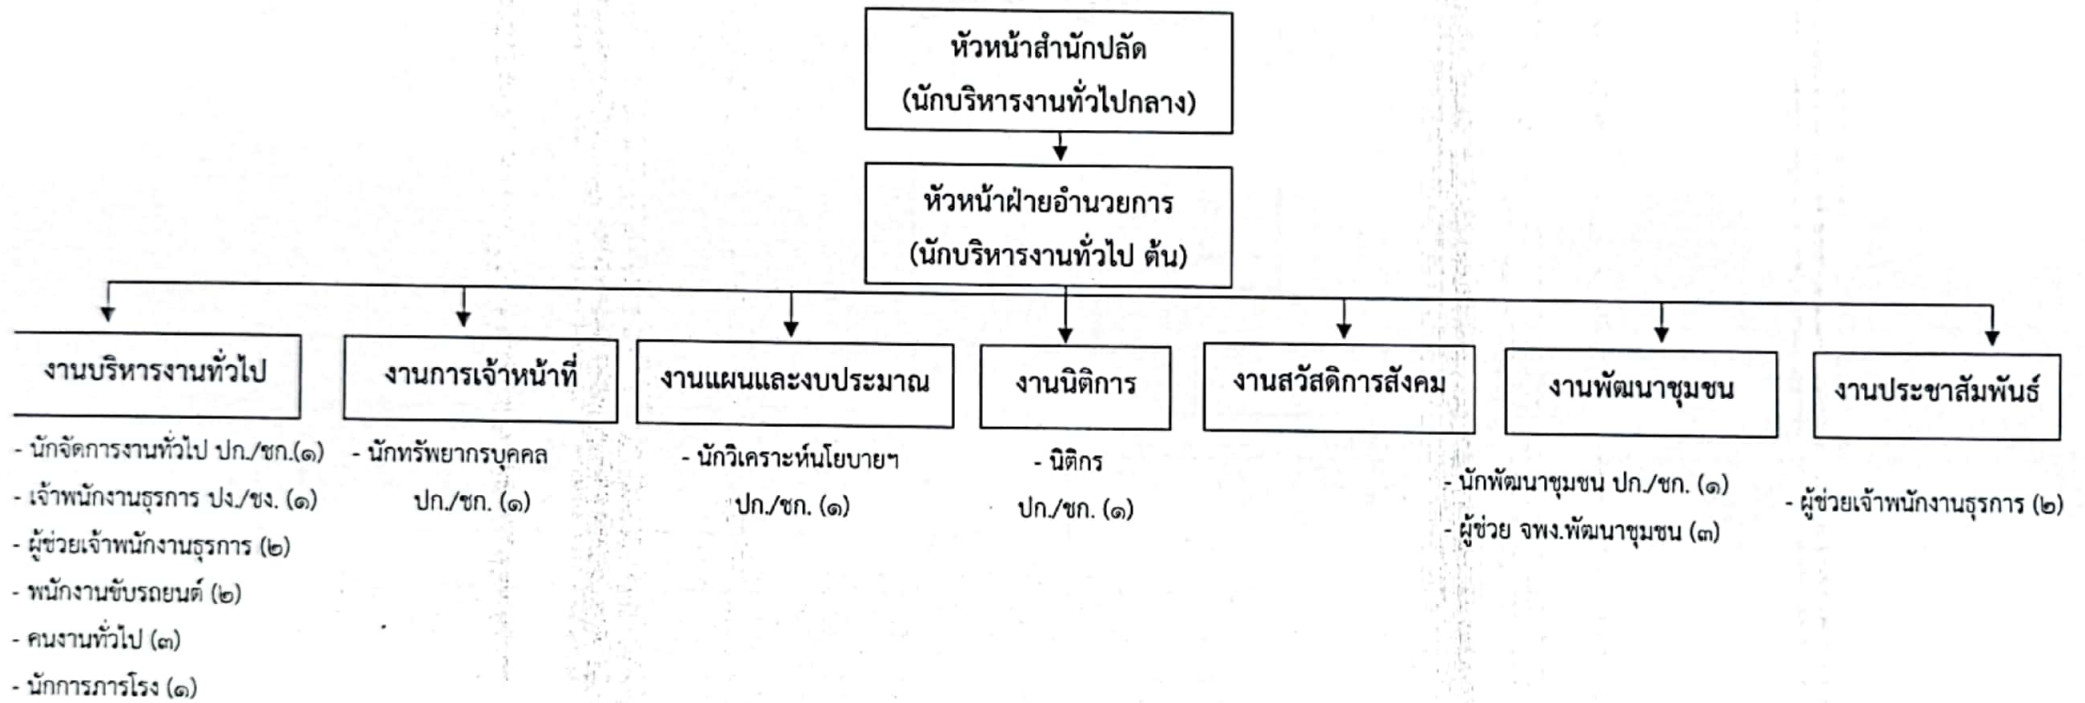 หัวหน้าสำนักปลัด
(นักบริหารงานทั่วไปกลาง)
หัวหน้าฝ่ายอำนวยการ
(นักบริหารงานทั่วไป ต้น)
งานบริหารงานทั่วไป
- นักจัดการงานทั่วไป ปก./ชก.(๑)
- เจ้าพนักงานธุรการ ปง./ชง. (๑)
- ผู้ช่วยเจ้าพนักงานธุรการ (๒)
- พนักงานขับรถยนต์ (๒)
- คนงานทั่วไป (๓)
- นักการภารโรง (๑)
งานการเจ้าหน้าที่
- นักทรัพยากรบุคคล
ปก./ชก. (๑)
งานแผนและงบประมาณ
- นักวิเคราะห์นโยบายฯ
ปก./ชก. (๑)
งานนิติการ
- นิติกร
ปก./ชก. (๑)
งานสวัสดิการสังคม
งานพัฒนาชุมชน
- นักพัฒนาชุมชน ปก./ชก. (๑)
- ผู้ช่วย จพง.พัฒนาชุมชน (๓)
งานประชาสัมพันธ์
- ผู้ช่วยเจ้าพนักงานธุรการ (๒)